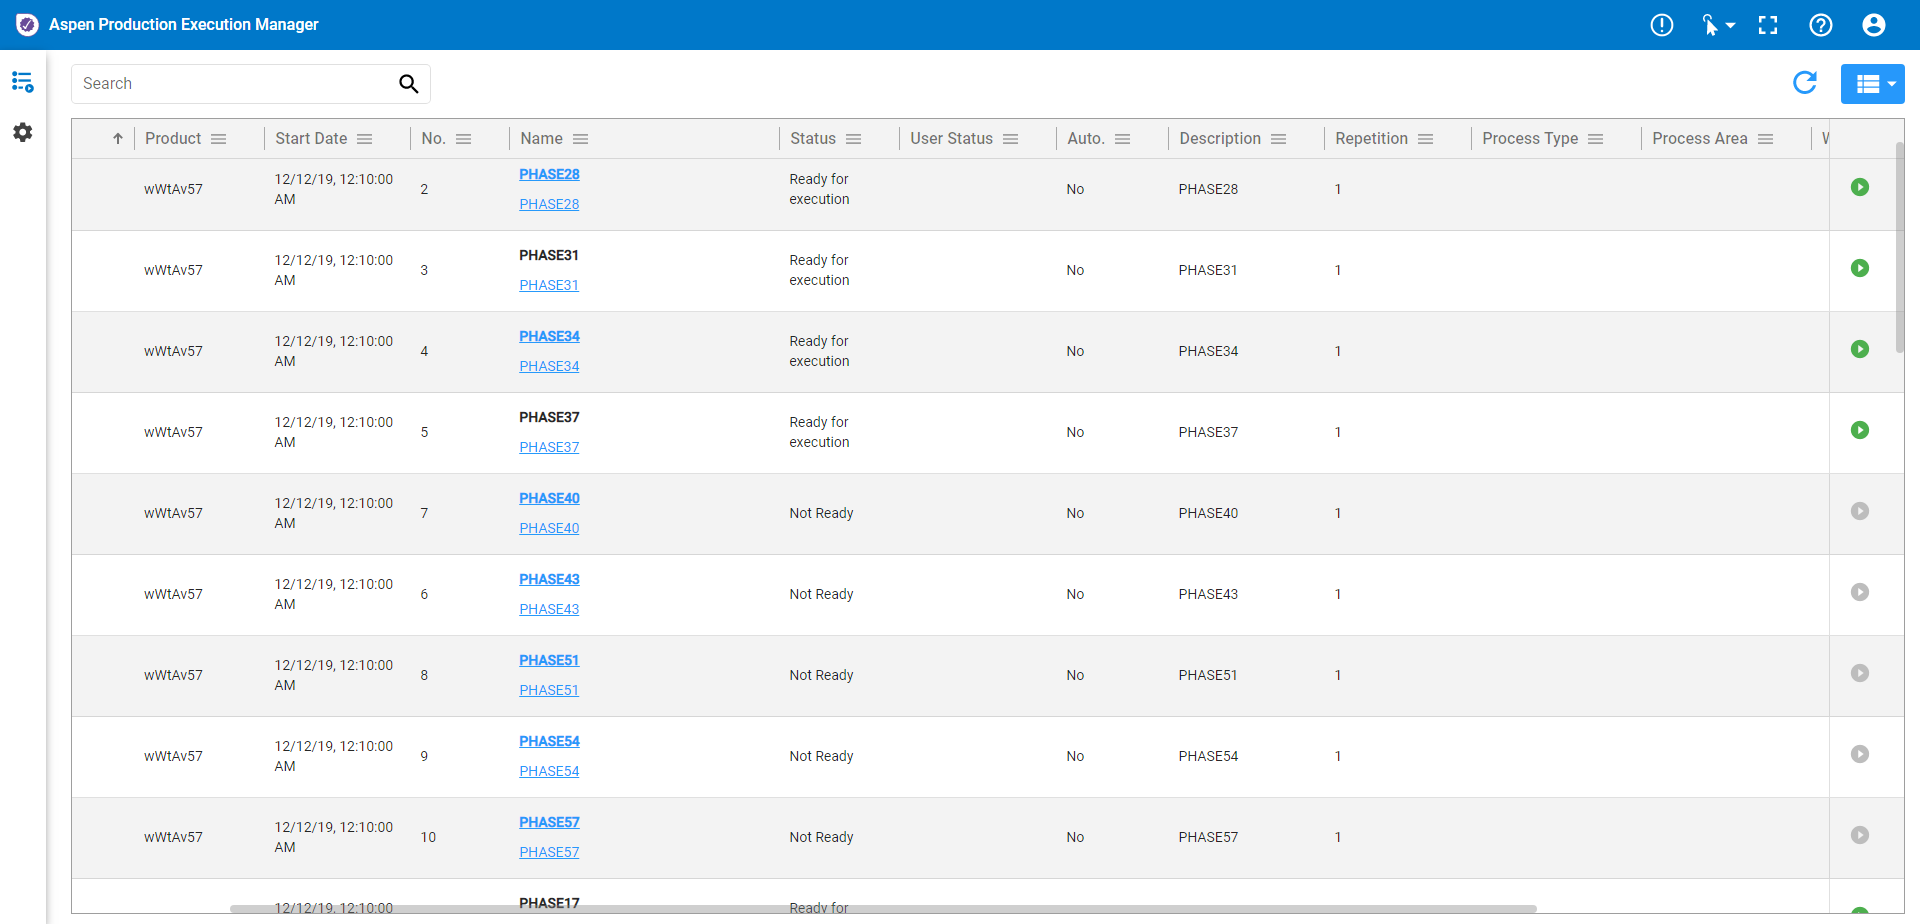 Aspen Production Execution Manager
Search
Product Start Date No. Name Status User Status Auto. Description Repetition Process Type Process Area
wWtAv57 12/12/19, 12:10:00 AM 2 PHASE28 PHASE28 Ready for execution No PHASE28 1
wWtAv57 12/12/19, 12:10:00 AM 3 PHASE31 PHASE31 Ready for execution No PHASE31 1
wWtAv57 12/12/19, 12:10:00 AM 4 PHASE34 PHASE34 Ready for execution No PHASE34 1
wWtAv57 12/12/19, 12:10:00 AM 5 PHASE37 PHASE37 Ready for execution No PHASE37 1
wWtAv57 12/12/19, 12:10:00 AM 7 PHASE40 PHASE40 Not Ready No PHASE40 1
wWtAv57 12/12/19, 12:10:00 AM 6 PHASE43 PHASE43 Not Ready No PHASE43 1
wWtAv57 12/12/19, 12:10:00 AM 8 PHASE51 PHASE51 Not Ready No PHASE51 1
wWtAv57 12/12/19, 12:10:00 AM 9 PHASE54 PHASE54 Not Ready No PHASE54 1
wWtAv57 12/12/19, 12:10:00 AM 10 PHASE57 PHASE57 Not Ready No PHASE57 1
12/12/19, 12:10:00 PHASE17 Ready for